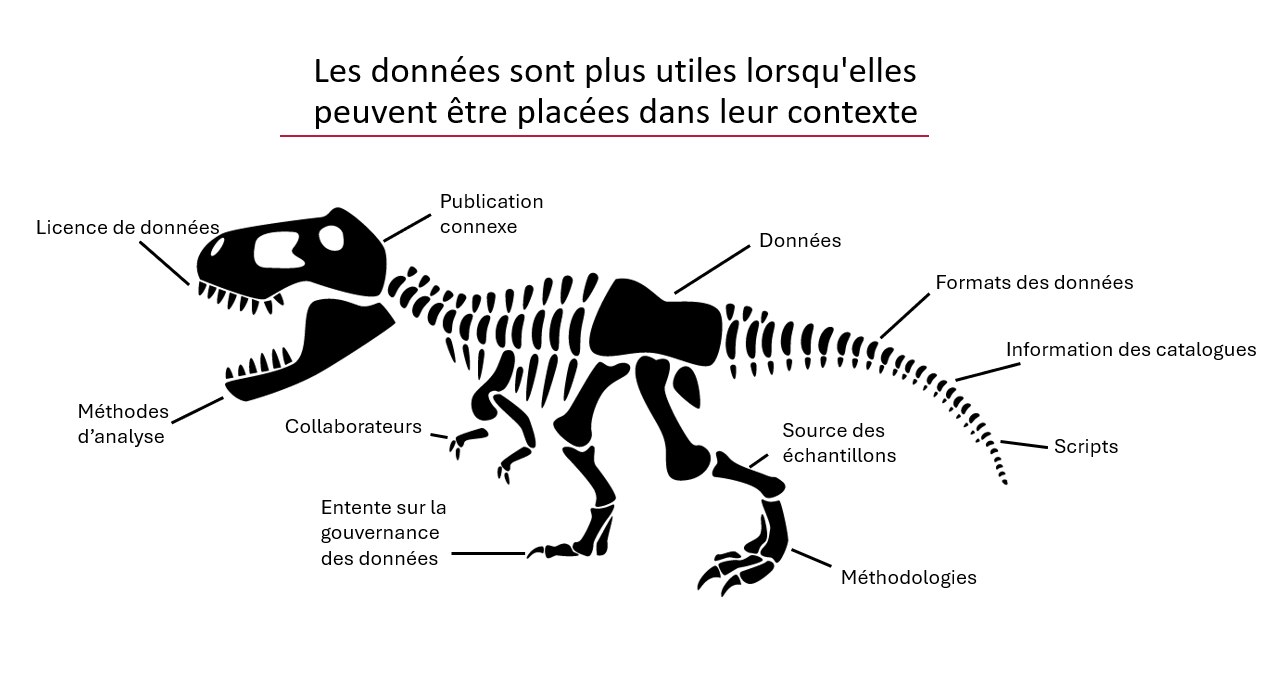 Les données sont plus utiles lorsqu'elles
peuvent être placées dans leur contexte
Publication
connexe
Licence de données
Données
Formats des données
Information des catalogues
Méthodes
d’analyse
Collaborateurs
Source des
échantillons
Scripts
Entente sur la
gouvernance
des données
Méthodologies